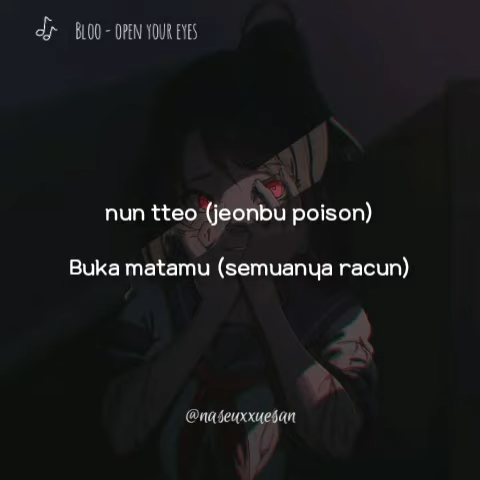 Bloo - open your eyes
nun tteo (jeonbu poison)
Buka matamu (semuanya racun)
@naseuxxuesan